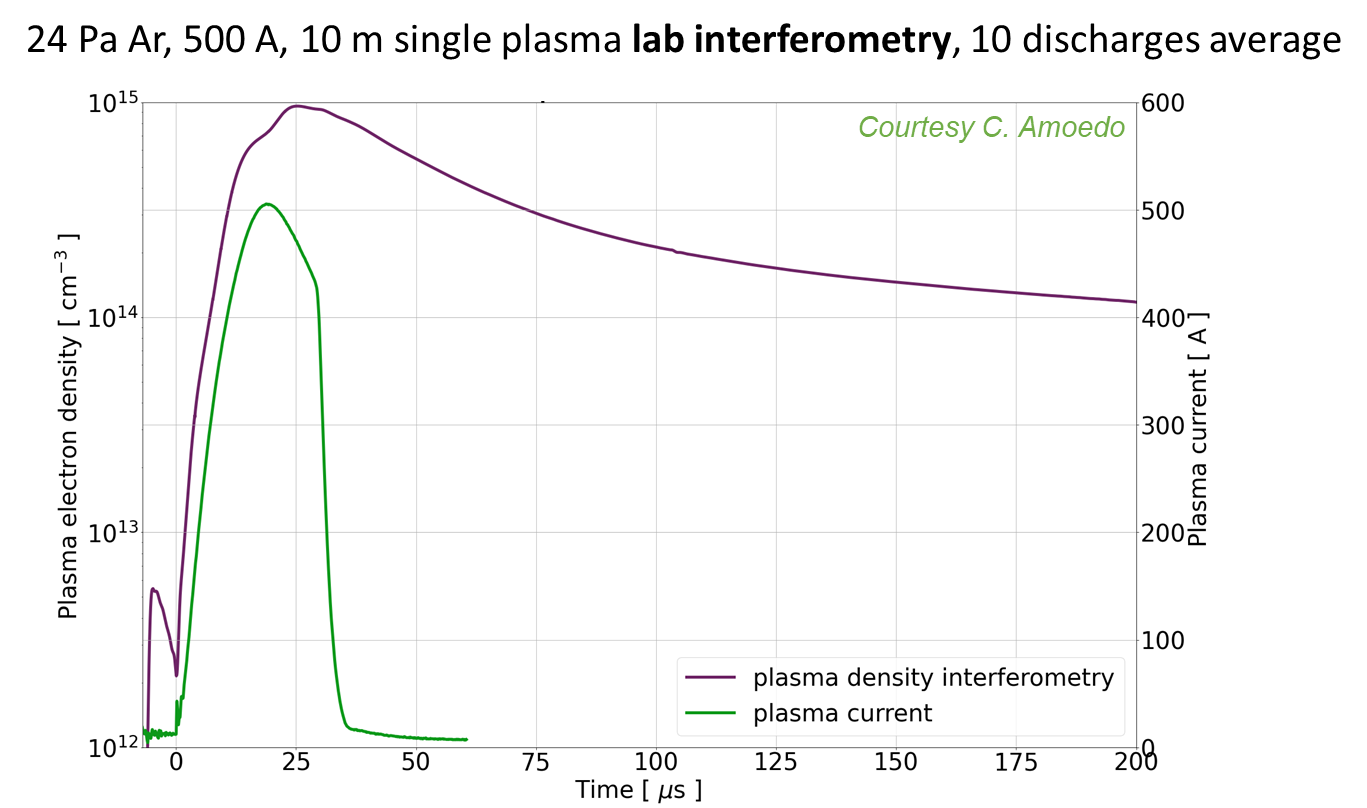 24 Pa Ar, 500 A, 10 m single plasma lab interferometry, 10 discharges average
Courtesy C. Amoedo
10¹⁵
10¹⁴
10¹³
10¹²
Plasma electron density [ cm⁻³ ]
600
500
400
300
200
100
0
Plasma current [ A ]
plasma density interferometry
plasma current
0 25 50 75 100 125 150 175 200
Time [ μs ]